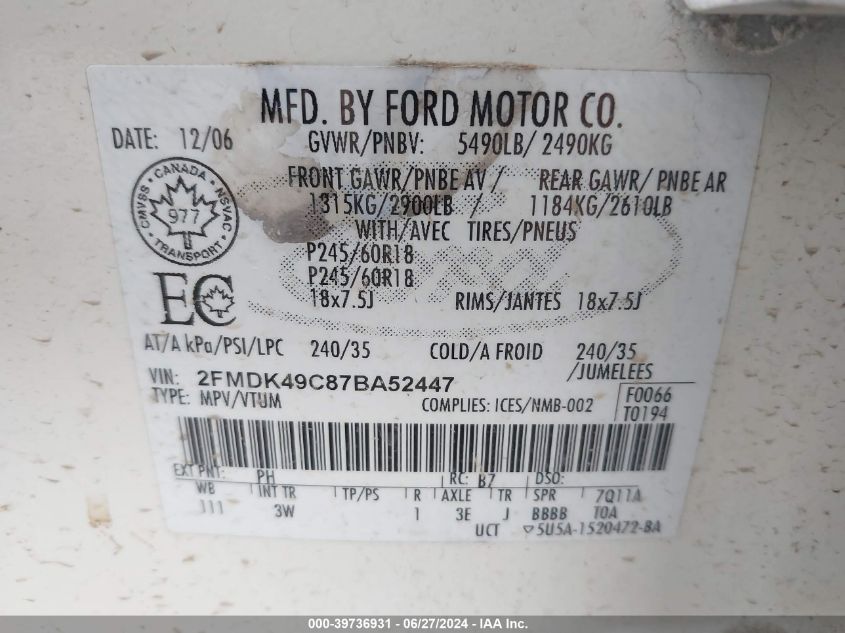 MFD. BY FORD MOTOR CO.
DATE: 12/06 GVWR/PNBV: 5490LB/ 2490KG
FRONT GAWR/PNBE AV / REAR GAWR/ PNBE AR
1315KG/2900LB / 1184KG/2610LB
WITH/AVEC TIRES/PNEUS
P245/60R18
P245/60R18
18x7.5J RIMS/JANTES 18x7.5J
CANADA
CMVSS NSVAC
977
TRANSPORT
EC
AT/A kPa/PSI/LPC 240/35 COLD/A FROID 240/35
/JUMELEES
VIN: 2FMDK49C87BA52447
TYPE: MPV/VTUM COMPLIES: ICES/NMB-002
F0066
T0194
EXT PNT: PH RC: B7 DSO:
WB INT TR TP/PS R AXLE TR SPR 7Q11A
111 3W 1 3E J BBBB TOA
UCT 5U5A-1520472-BA
000-39736931 / 06/27/2024 - IAA Inc.